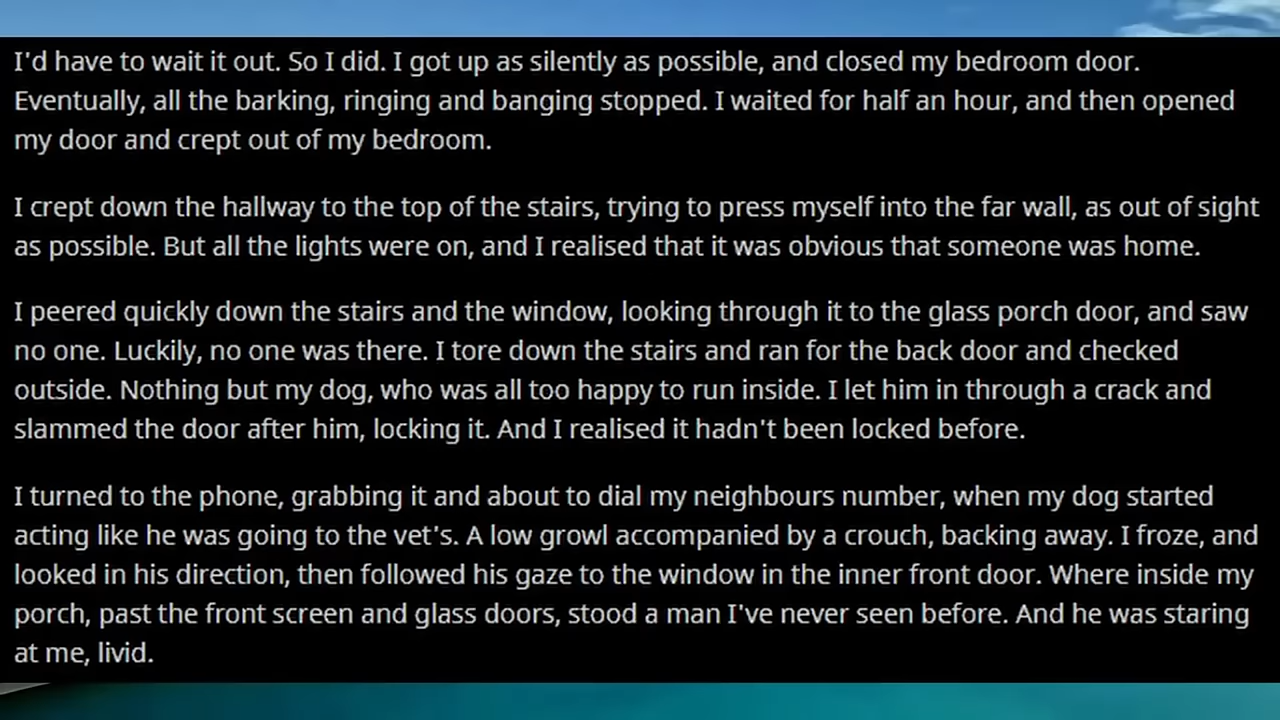 I'd have to wait it out. So I did. I got up as silently as possible, and closed my bedroom door.
Eventually, all the barking, ringing and banging stopped. I waited for half an hour, and then opened
my door and crept out of my bedroom.
I crept down the hallway to the top of the stairs, trying to press myself into the far wall, as out of sight
as possible. But all the lights were on, and I realised that it was obvious that someone was home.
I peered quickly down the stairs and the window, looking through it to the glass porch door, and saw
no one. Luckily, no one was there. I tore down the stairs and ran for the back door and checked
outside. Nothing but my dog, who was all too happy to run inside. I let him in through a crack and
slammed the door after him, locking it. And I realised it hadn't been locked before.
I turned to the phone, grabbing it and about to dial my neighbours number, when my dog started
acting like he was going to the vet's. A low growl accompanied by a crouch, backing away. I froze, and
looked in his direction, then followed his gaze to the window in the inner front door. Where inside my
porch, past the front screen and glass doors, stood a man I've never seen before. And he was staring
at me, livid.